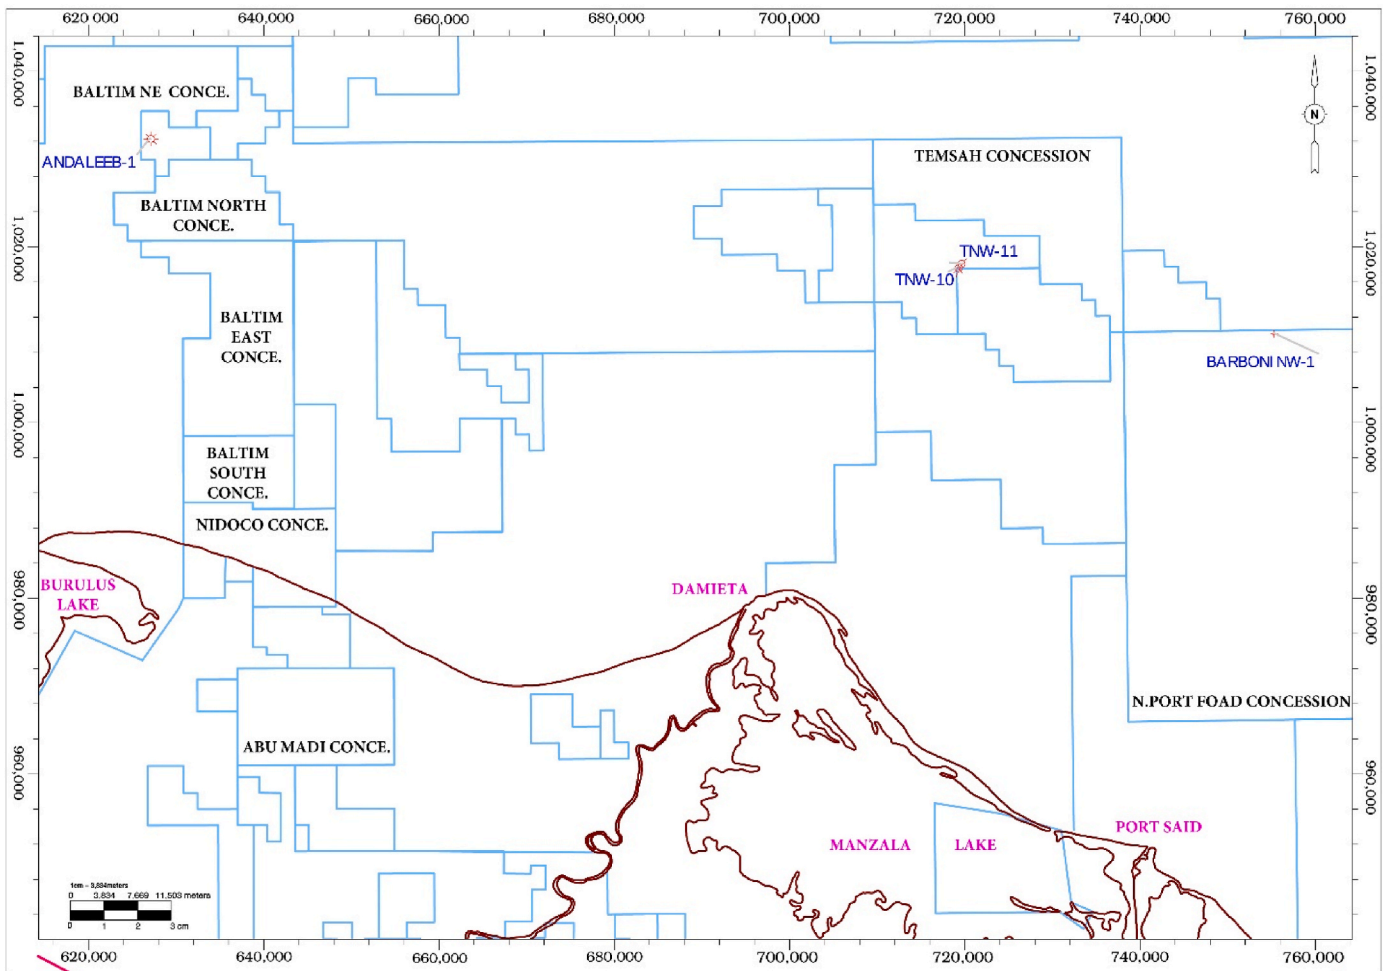 620,000 640,000 660,000 680,000 700,000 720,000 740,000 760,000
1,040,000
1,040,000
BALTIM NE CONCE.
N
ANDALEEB-1
TEMSAH CONCESSION
BALTIM NORTH
CONCE.
1,020,000
1,020,000
TNW-11
TNW-10
BALTIM
EAST
CONCE.
BARBONI NW-1
1,000,000
1,000,000
BALTIM
SOUTH
CONCE.
NIDOCO CONCE.
BURULUS
LAKE
980,000
DAMIETA
980,000
N.PORT FOAD CONCESSION
ABU MADI CONCE.
960,000
960,000
PORT SAID
MANZALA LAKE
1cm = 3,834meters
0 3.834 7.669 11,503 meters
0 1 2 3 cm
620,000 640,000 660,000 680,000 700,000 720,000 740,000 760,000